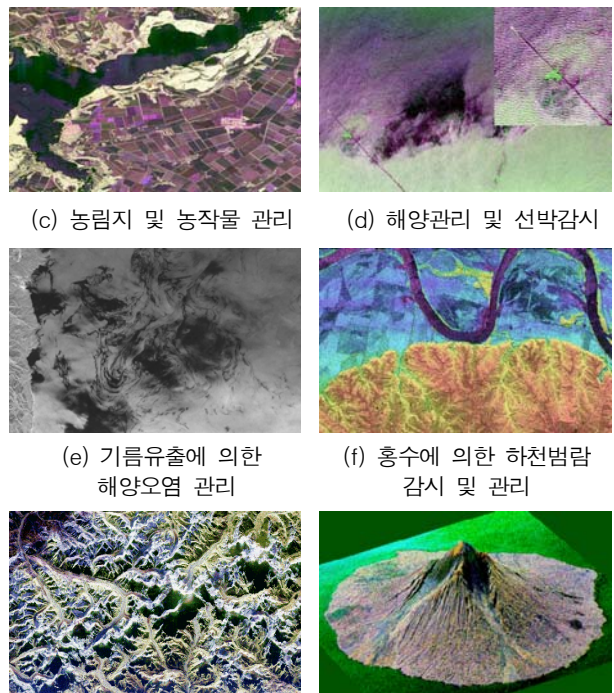 (c) 농림지 및 농작물 관리
(d) 해양관리 및 선박감시
(e) 기름유출에 의한
해양오염 관리
(f) 홍수에 의한 하천범람
감시 및 관리